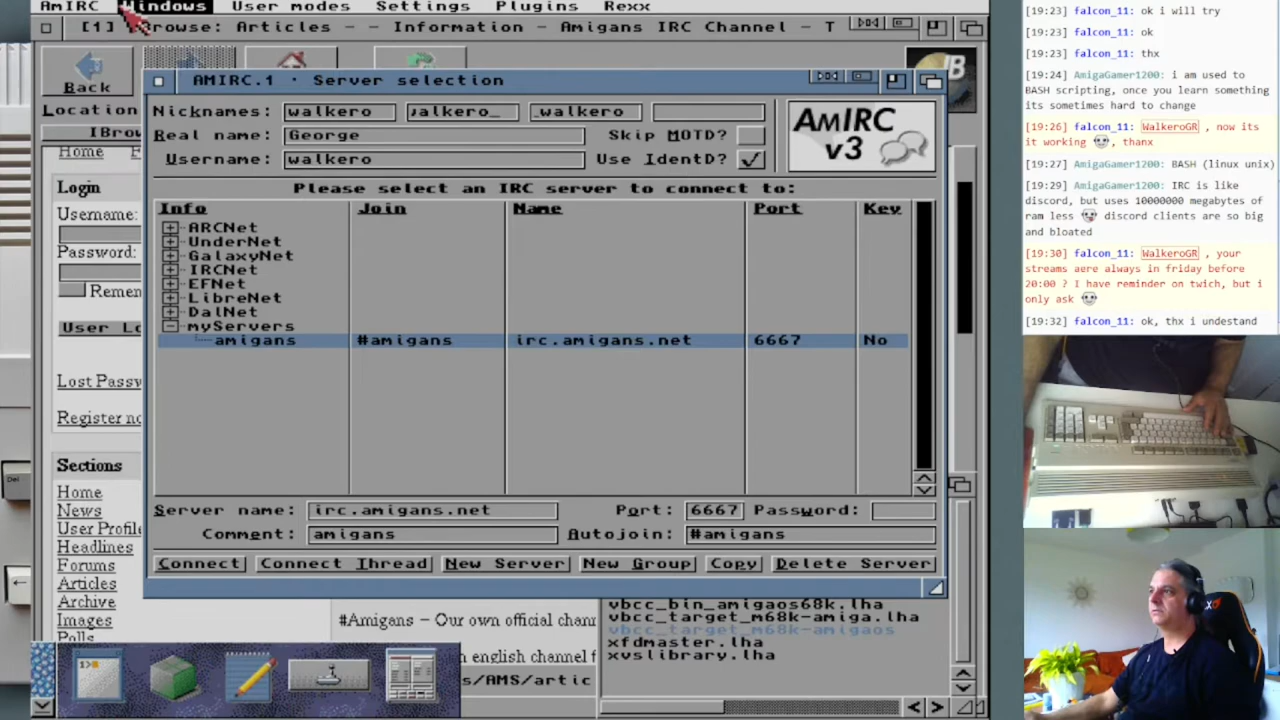 AmIRC Windows User modes Settings Plugins Rexx
[1] rowse: Articles - Information - Amigans IRC Channel - T
Back
Location
IBrow
Home
Login
Username:
Password:
Remem
User Lo
Lost Passw
Register no
Sections
Home
News
User Profile
Headlines
Forums
Articles
Archive
Images
Polls
AMIRC.1 · Server selection
Nicknames: walkero walkero_ _walkero
Real name: George Skip MOTD?
Username: walkero Use IdentD?
AMIRC
v3
Please select an IRC server to connect to:
Info Join Name Port Key
ARCNet
UnderNet
GalaxyNet
IRCNet
EFNet
LibreNet
DalNet
myServers
amigans #amigans irc.amigans.net 6667 No
Server name: irc.amigans.net Port: 6667 Password:
Comment: amigans Autojoin: #amigans
Connect Connect Thread New Server New Group Copy Delete Server
#Amigans – Our own official chann
n english channel f
s/AMS/artic
vbcc_bin_amigaos68k.lha
vbcc_target_m68k-amiga.lha
vbcc_target_m68k-amigaos
xfdmaster.lha
xvslibrary.lha
[19:23] falcon_11: ok i will try
[19:23] falcon_11: ok
[19:23] falcon_11: thx
[19:24] AmigaGamer1200: i am used to
BASH scripting, once you learn something
its sometimes hard to change
[19:26] falcon_11: WalkeroGR , now its
it working , thanx
[19:27] AmigaGamer1200: BASH (linux unix)
[19:29] AmigaGamer1200: IRC is like
discord, but uses 10000000 megabytes of
ram less discord clients are so big
and bloated
[19:30] falcon_11: WalkeroGR , your
streams aere always in friday before
20:00 ? I have reminder on twich, but i
only ask
[19:32] falcon_11: ok, thx i undestand